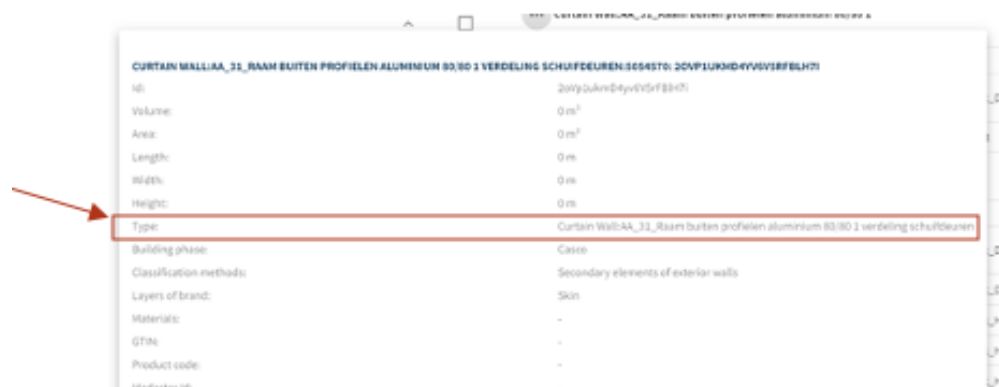 Curtain Wall:AA_31_Raam buiten profielen aluminium 80/80 1
CURTAIN WALL:AA_31_RAAM BUITEN PROFIELEN ALUMINIUM 80/80 1 VERDELING SCHUIFDEUREN:
Id:
Volume: 0 m³
Area: 0 m²
Length: 0 m
Width: 0 m
Height: 0 m
Type: Curtain Wall:AA_31_Raam buiten profielen aluminium 80/80 1 verdeling schuifdeuren
Building phase: Casco
Classification methods: Secondary elements of exterior walls
Layers of brand: Skin
Materials: -
GTIN: -
Product code: -